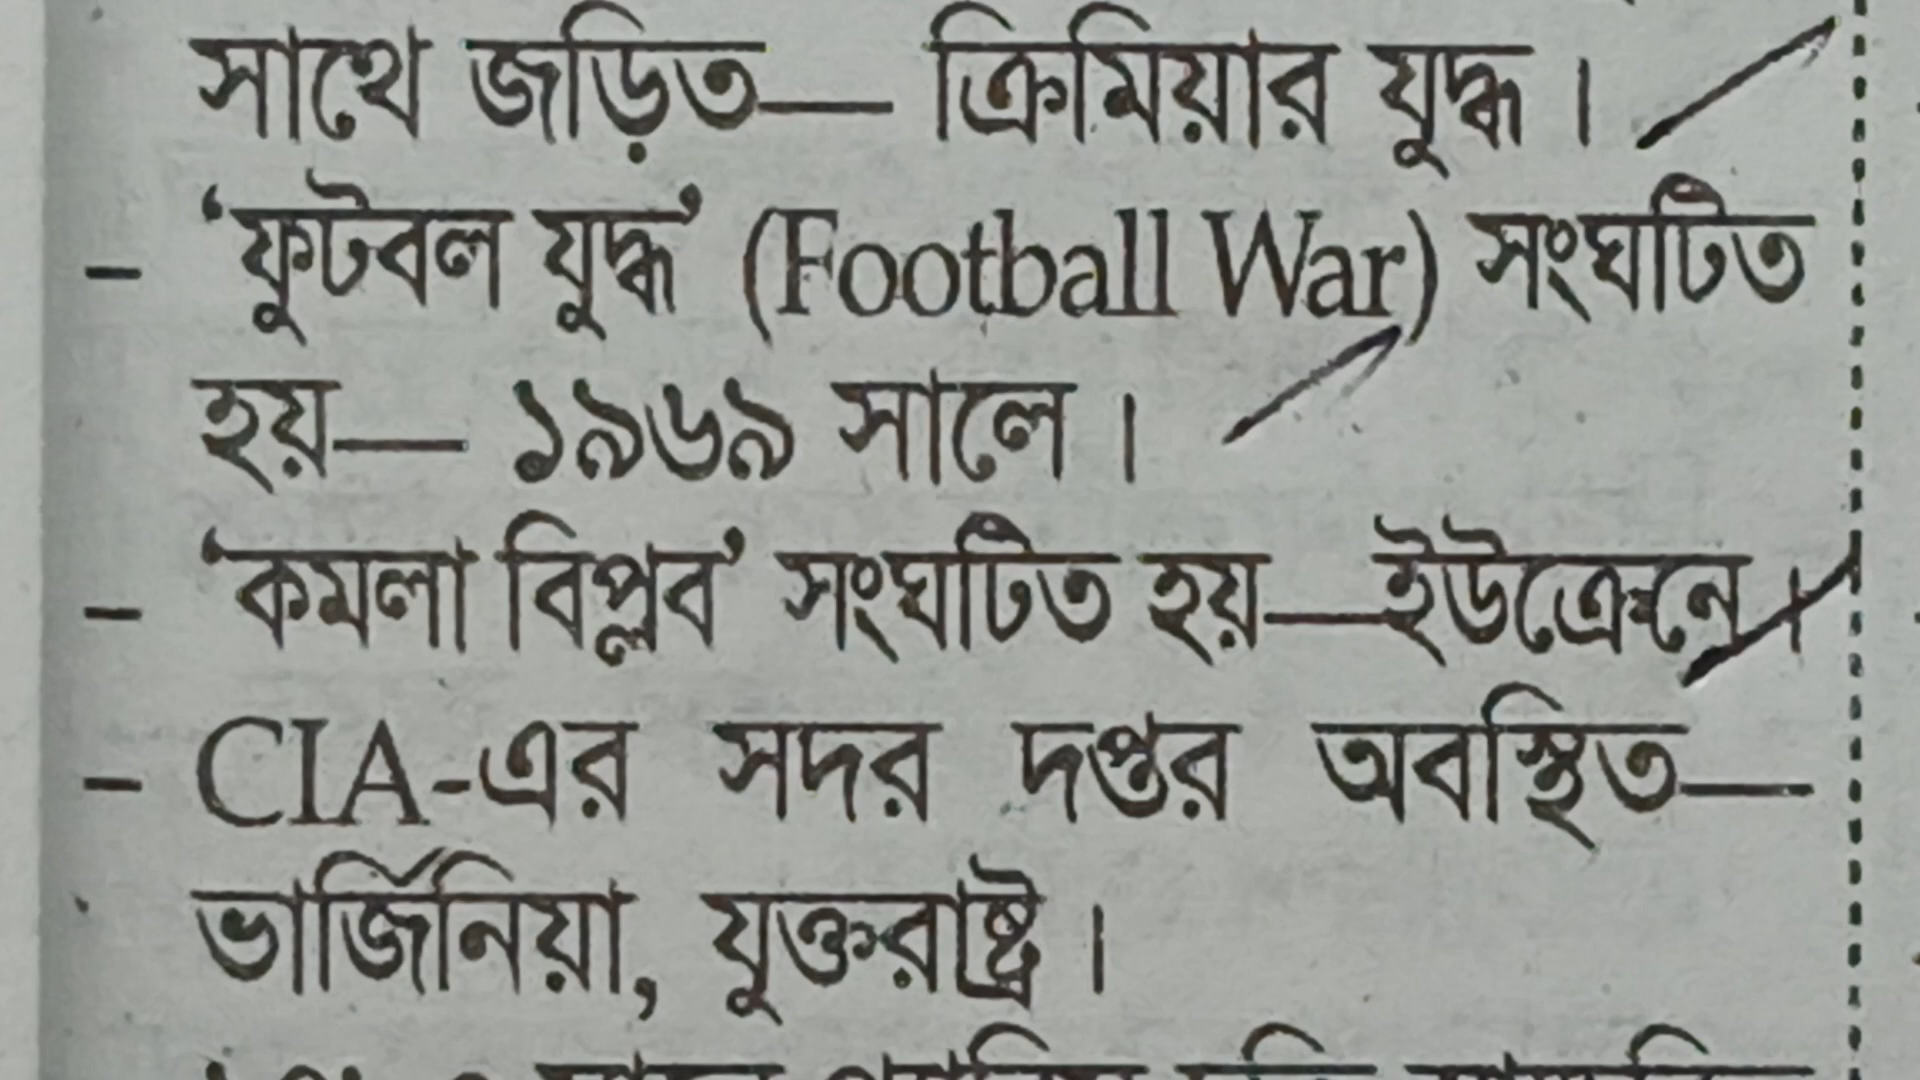 সাথে জড়িত— ক্রিমিয়ার যুদ্ধ।
- ‘ফুটবল যুদ্ধ’ (Football War) সংঘটিত
হয়— ১৯৬৯ সালে।
- ‘কমলা বিপ্লব’ সংঘটিত হয়—ইউক্রেনে।
- CIA-এর সদর দপ্তর অবস্থিত—
ভার্জিনিয়া, যুক্তরাষ্ট্র।